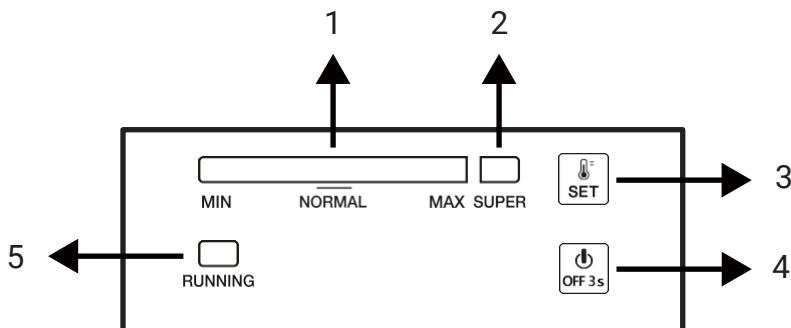 1 2
MIN NORMAL MAX SUPER
SET
3
5
RUNNING
OFF 3s
4